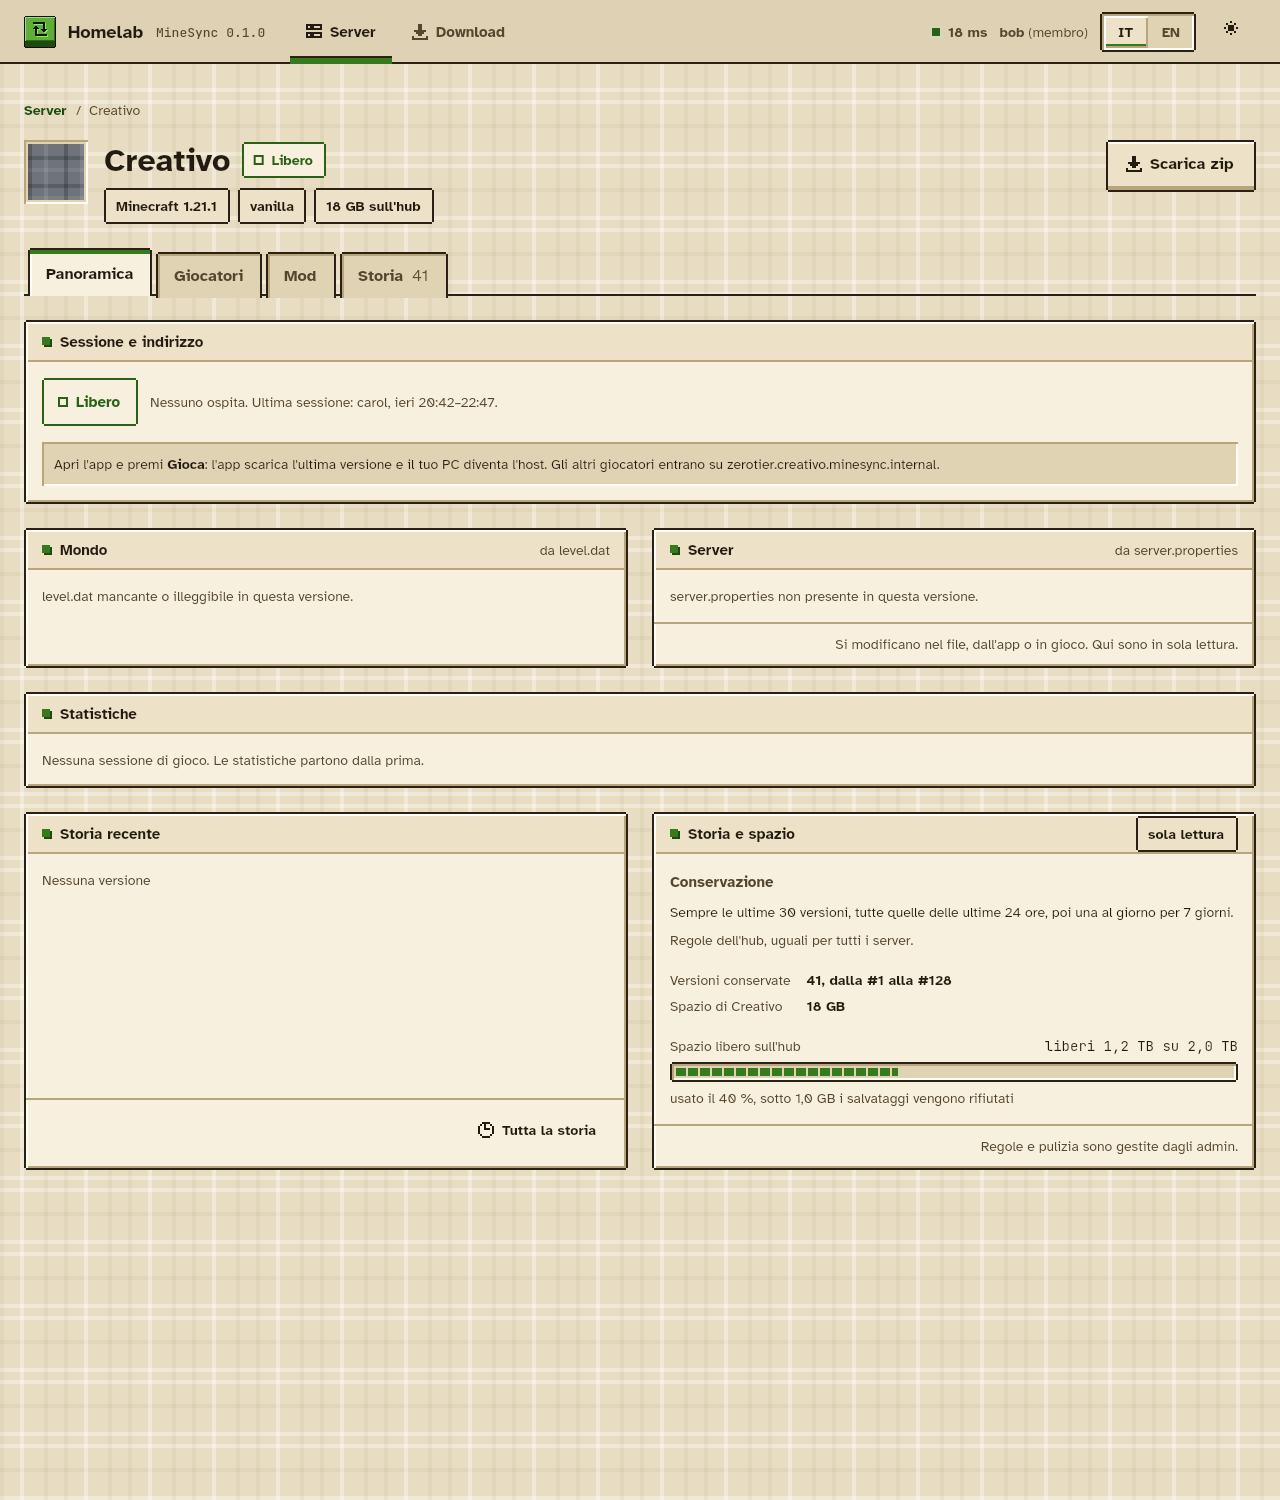 Homelab MineSync 0.1.0 Server Download 18 ms bob (membro) IT EN
Server / Creativo
Creativo Libero
Scarica zip
Minecraft 1.21.1 vanilla 18 GB sull'hub
Panoramica Giocatori Mod Storia 41
Sessione e indirizzo
Libero Nessuno ospita. Ultima sessione: carol, ieri 20:42–22:47.
Apri l'app e premi Gioca: l'app scarica l'ultima versione e il tuo PC diventa l'host. Gli altri giocatori entrano su zerotier.creativo.minesync.internal.
Mondo da level.dat
level.dat mancante o illeggibile in questa versione.
Server da server.properties
server.properties non presente in questa versione.
Si modificano nel file, dall'app o in gioco. Qui sono in sola lettura.
Statistiche
Nessuna sessione di gioco. Le statistiche partono dalla prima.
Storia recente
Nessuna versione
Tutta la storia
Storia e spazio sola lettura
Conservazione
Sempre le ultime 30 versioni, tutte quelle delle ultime 24 ore, poi una al giorno per 7 giorni.
Regole dell'hub, uguali per tutti i server.
Versioni conservate 41, dalla #1 alla #128
Spazio di Creativo 18 GB
Spazio libero sull'hub liberi 1,2 TB su 2,0 TB
usato il 40 %, sotto 1,0 GB i salvataggi vengono rifiutati
Regole e pulizia sono gestite dagli admin.